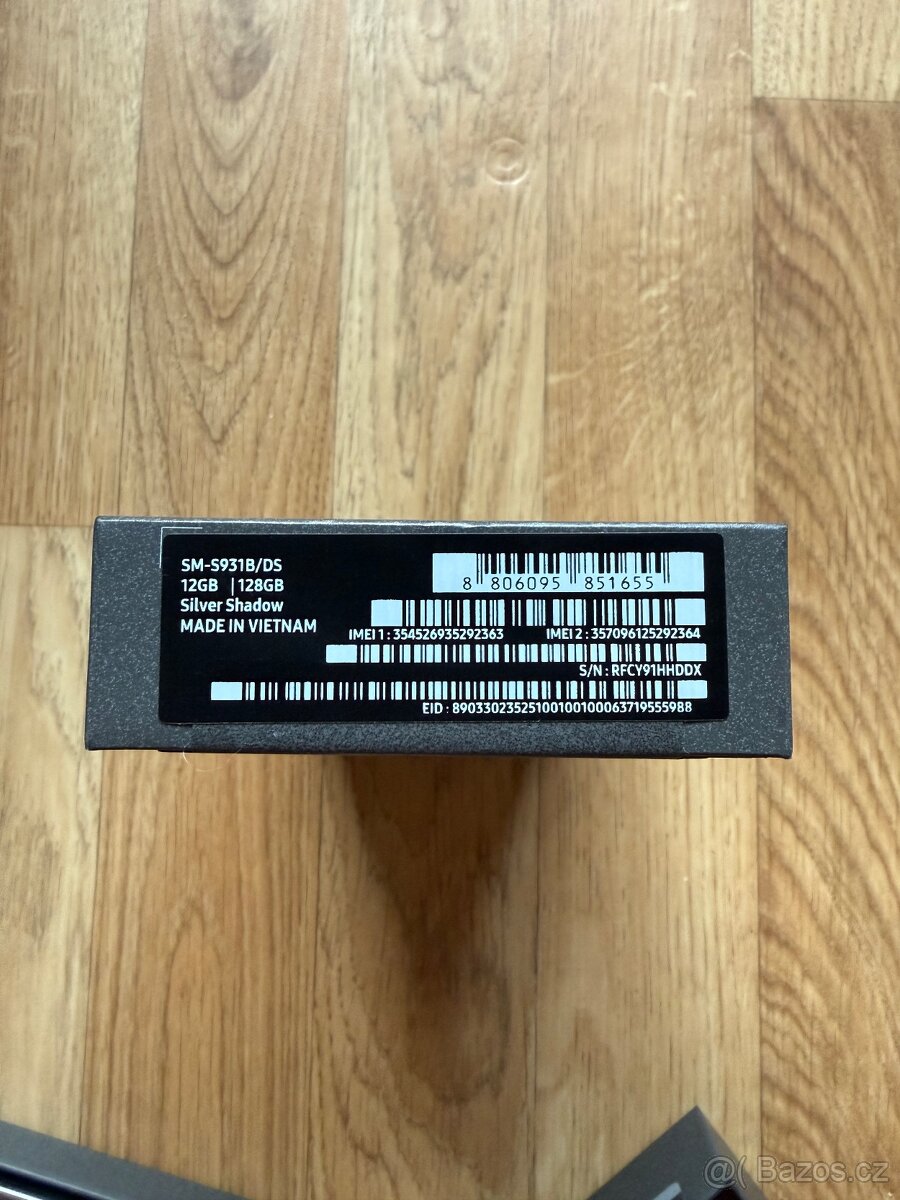 SM-S931B/DS
12GB | 128GB
Silver Shadow
MADE IN VIETNAM
8 806095 851655
IMEI 1 : 354526935292363 IMEI 2 : 357096125292364
S/N : RFCY91HHDDX
EID : 89033023525100100100063719555988
@( Bazos.cz